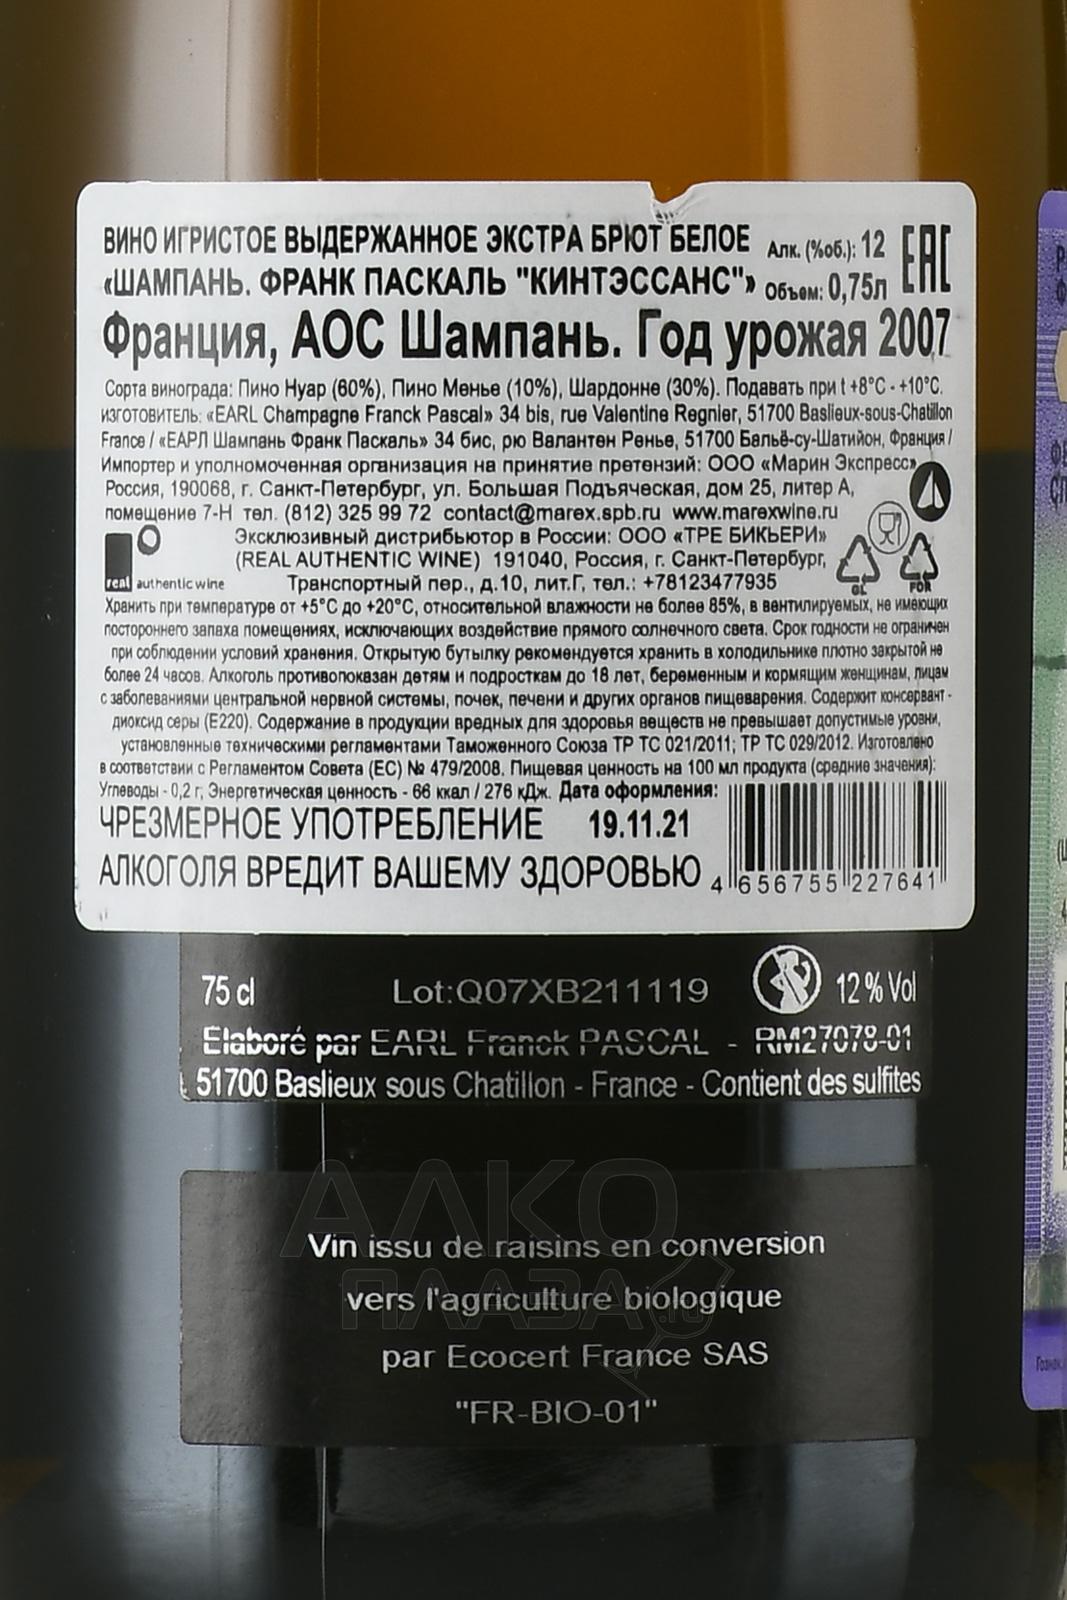 ВИНО ИГРИСТОЕ ВЫДЕРЖАННОЕ ЭКСТРА БРЮТ БЕЛОЕ
«ШАМПАНЬ. ФРАНК ПАСКАЛЬ "КИНТЭССАНС"»
Алк. (%об.): 12
Объем: 0,75л
EAC
Франция, АОС Шампань. Год урожая 2007
Сорта винограда: Пино Нуар (60%), Пино Менье (10%), Шардонне (30%). Подавать при t +8°С - +10°С.
изготовитель: «EARL Champagne Franck Pascal» 34 bis, rue Valentine Regnier, 51700 Baslieux-sous-Chatillon
France / «ЕАРЛ Шампань Франк Паскаль» 34 бис, рю Валантен Ренье, 51700 Бальё-су-Шатийон, Франция /
Импортер и уполномоченная организация на принятие претензий: ООО «Марин Экспресс»
Россия, 190068, г. Санкт-Петербург, ул. Большая Подъяческая, дом 25, литер А,
помещение 7-Н тел. (812) 325 99 72 contact@marex.spb.ru www.marexwine.ru
Эксклюзивный дистрибьютор в России: ООО «ТРЕ БИКЬЕРИ»
(REAL AUTHENTIC WINE) 191040, Россия, г. Санкт-Петербург,
real authentic wine
Транспортный пер., д.10, лит.Г, тел.: +78123477935
GL
FOR
Хранить при температуре от +5°С до +20°С, относительной влажности не более 85%, в вентилируемых, не имеющих
постороннего запаха помещениях, исключающих воздействие прямого солнечного света. Срок годности не ограничен
при соблюдении условий хранения. Открытую бутылку рекомендуется хранить в холодильнике плотно закрытой не
более 24 часов. Алкоголь противопоказан детям и подросткам до 18 лет, беременным и кормящим женщинам, лицам
с заболеваниями центральной нервной системы, почек, печени и других органов пищеварения. Содержит консервант -
диоксид серы (Е220). Содержание в продукции вредных для здоровья веществ не превышает допустимые уровни,
установленные техническими регламентами Таможенного Союза ТР ТС 021/2011; ТР ТС 029/2012. Изготовлено
в соответствии с Регламентом Совета (ЕС) № 479/2008. Пищевая ценность на 100 мл продукта (средние значения):
Углеводы - 0,2 г, Энергетическая ценность - 66 ккал / 276 кДж. Дата оформления:
ЧРЕЗМЕРНОЕ УПОТРЕБЛЕНИЕ 19.11.21
АЛКОГОЛЯ ВРЕДИТ ВАШЕМУ ЗДОРОВЬЮ
4 656755 227641
75 cl Lot:Q07XB211119 12 % Vol
Elaboré par EARL Franck PASCAL - RM27078-01
51700 Baslieux sous Chatillon - France - Contient des sulfites
АЛКО
ПЛАЗА
.ru
Vin issu de raisins en conversion
vers l'agriculture biologique
par Ecocert France SAS
"FR-BIO-01"